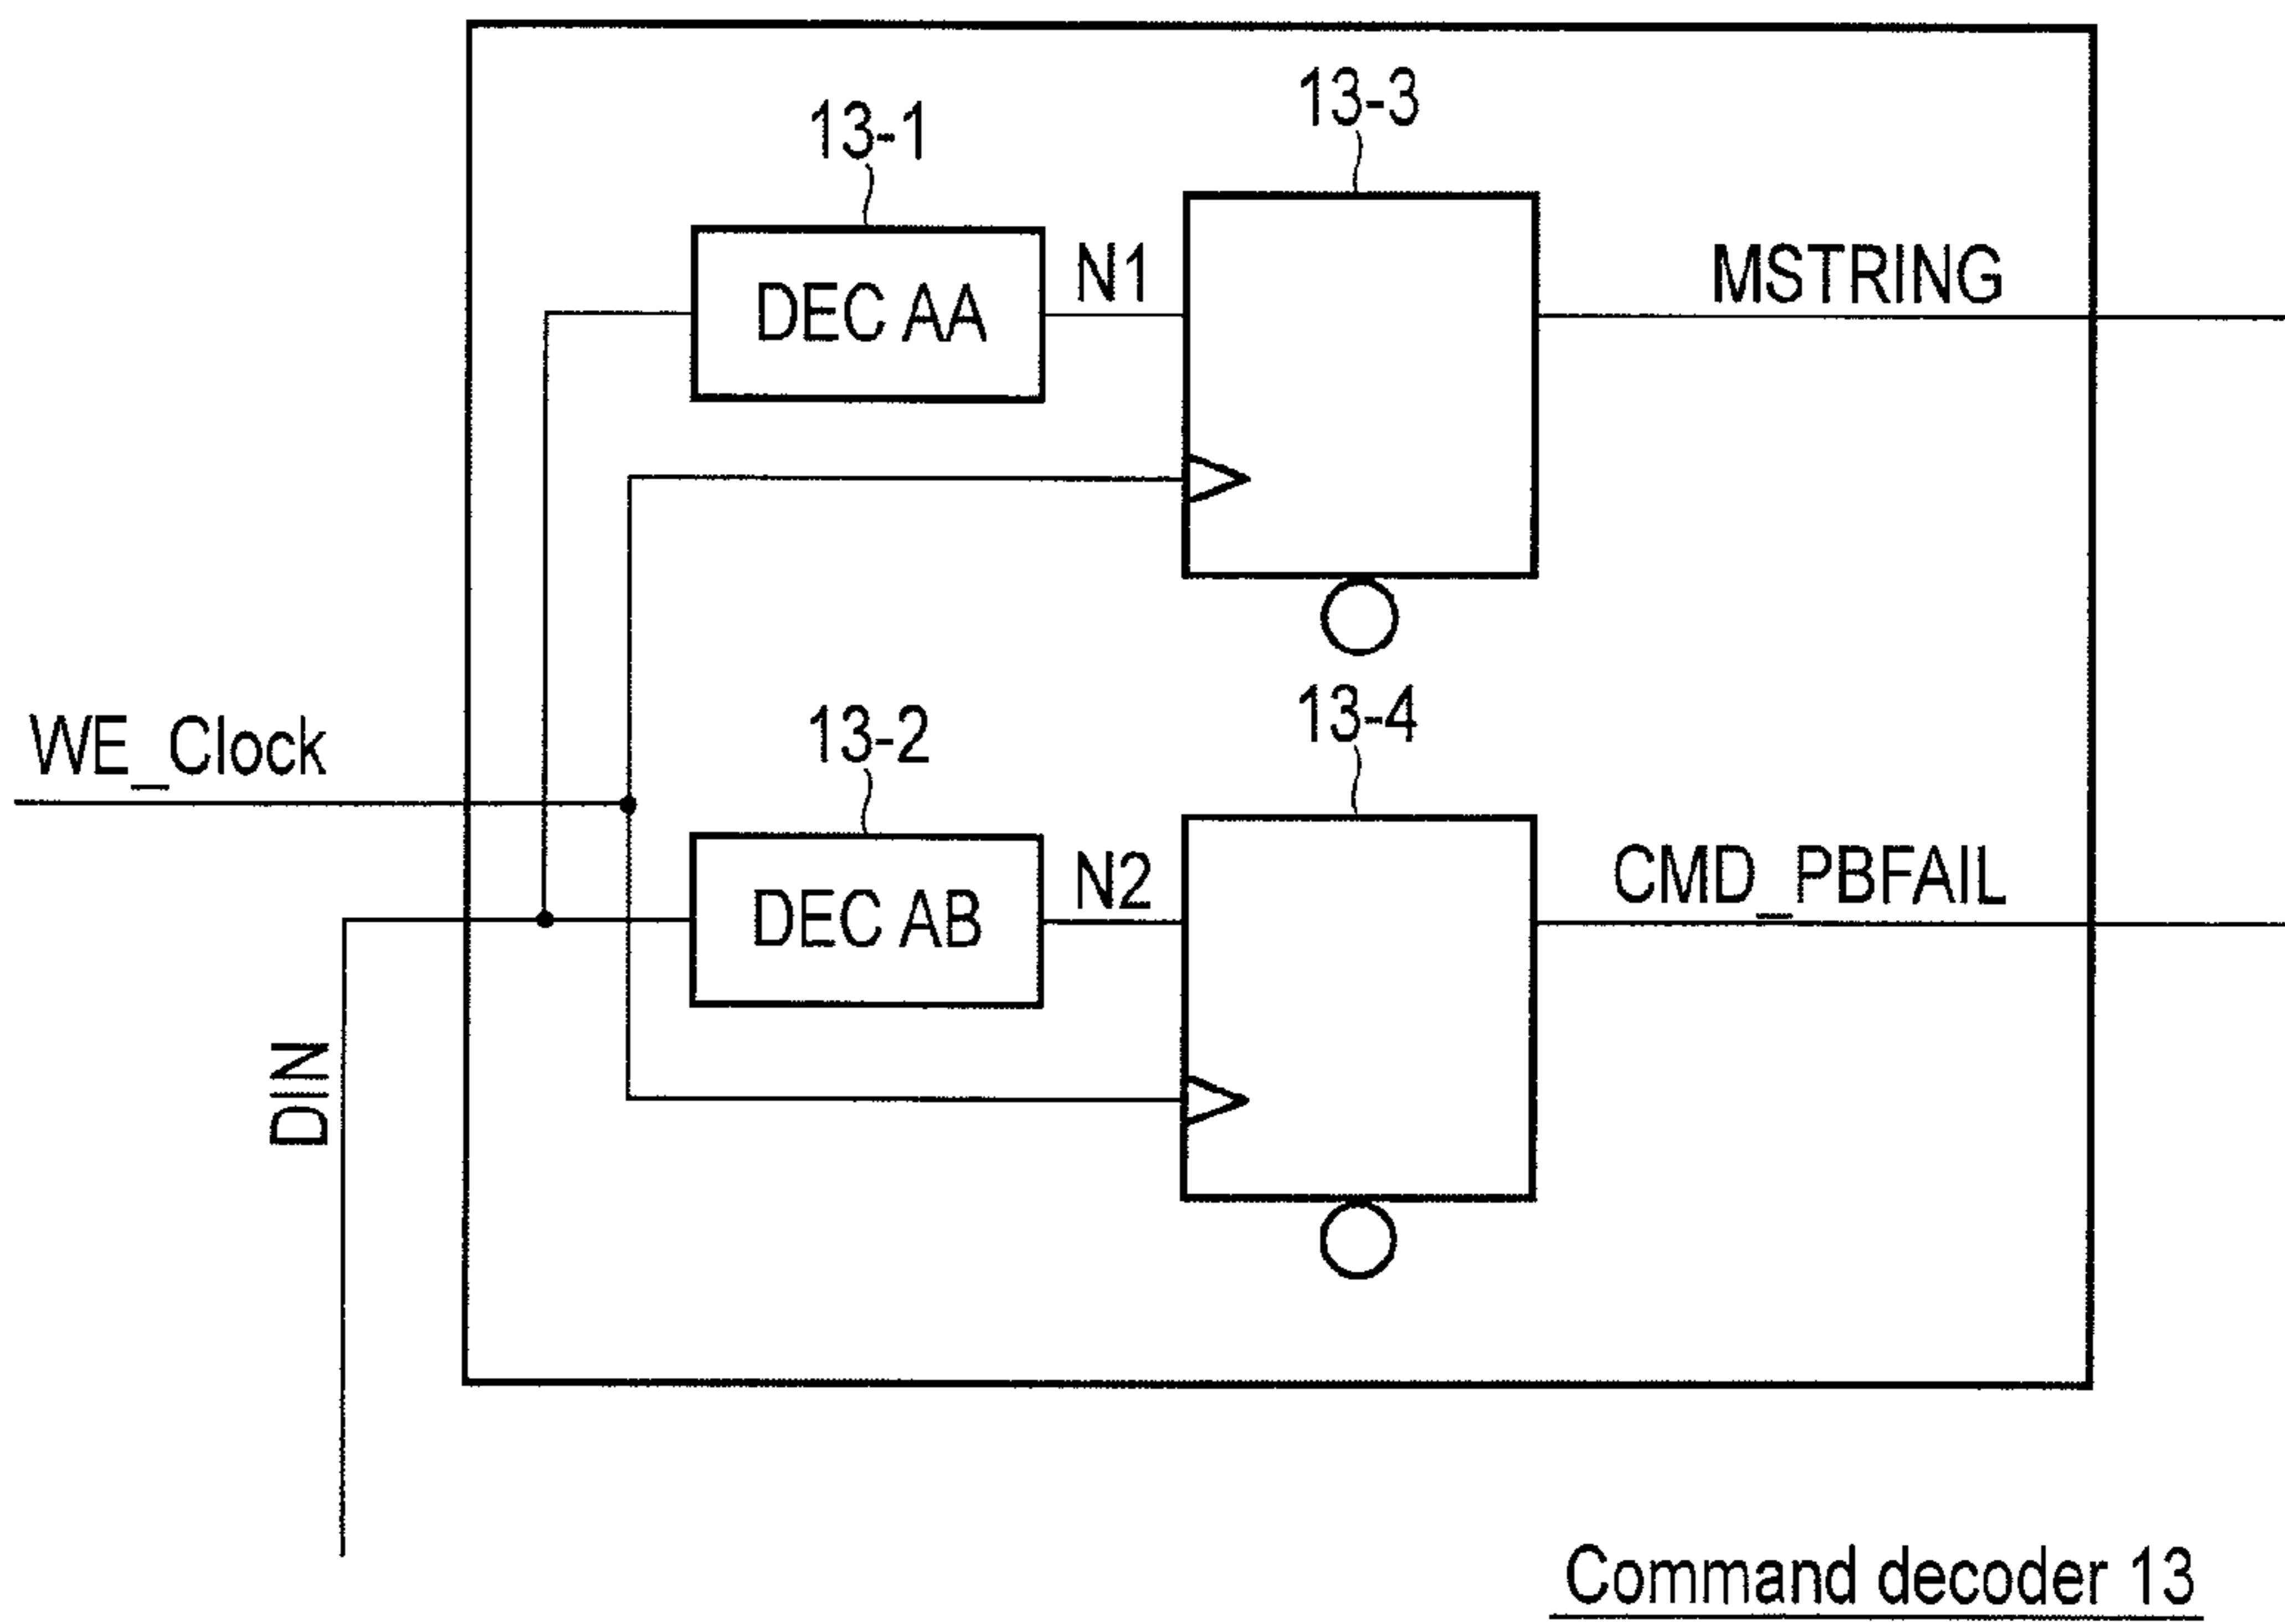 13-3
13-1
MSTRING
N1
DEC AA
13-4
WE_Clock
13-2
CMD_PBFAIL
N2
DEC AB
DIN
Command decoder 13